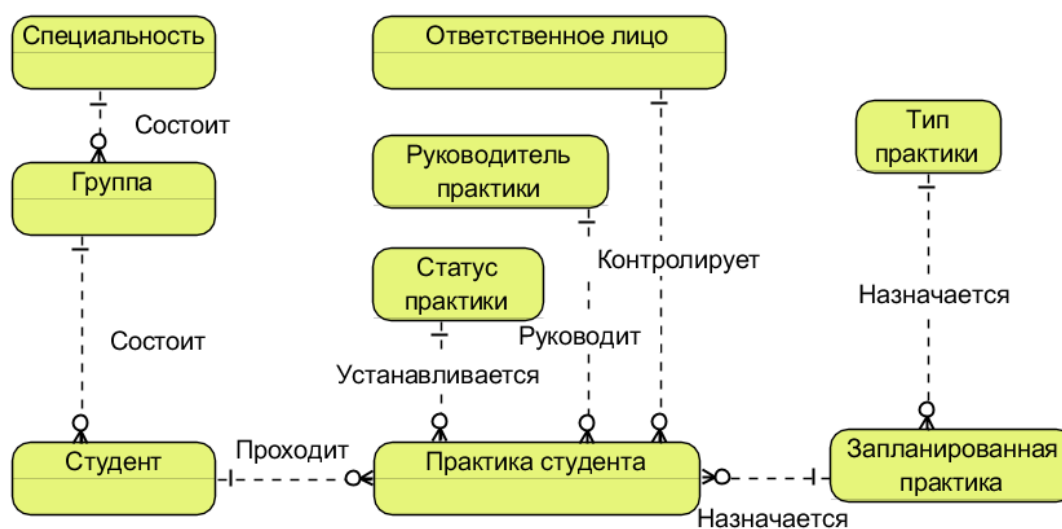 Специальность
Ответственное лицо
Состоит
Тип
практики
Руководитель
практики
Группа
Контролирует
Статус
практики
Назначается
Руководит
Состоит
Устанавливается
Проходит
Студент
Практика студента
Запланированная
практика
Назначается